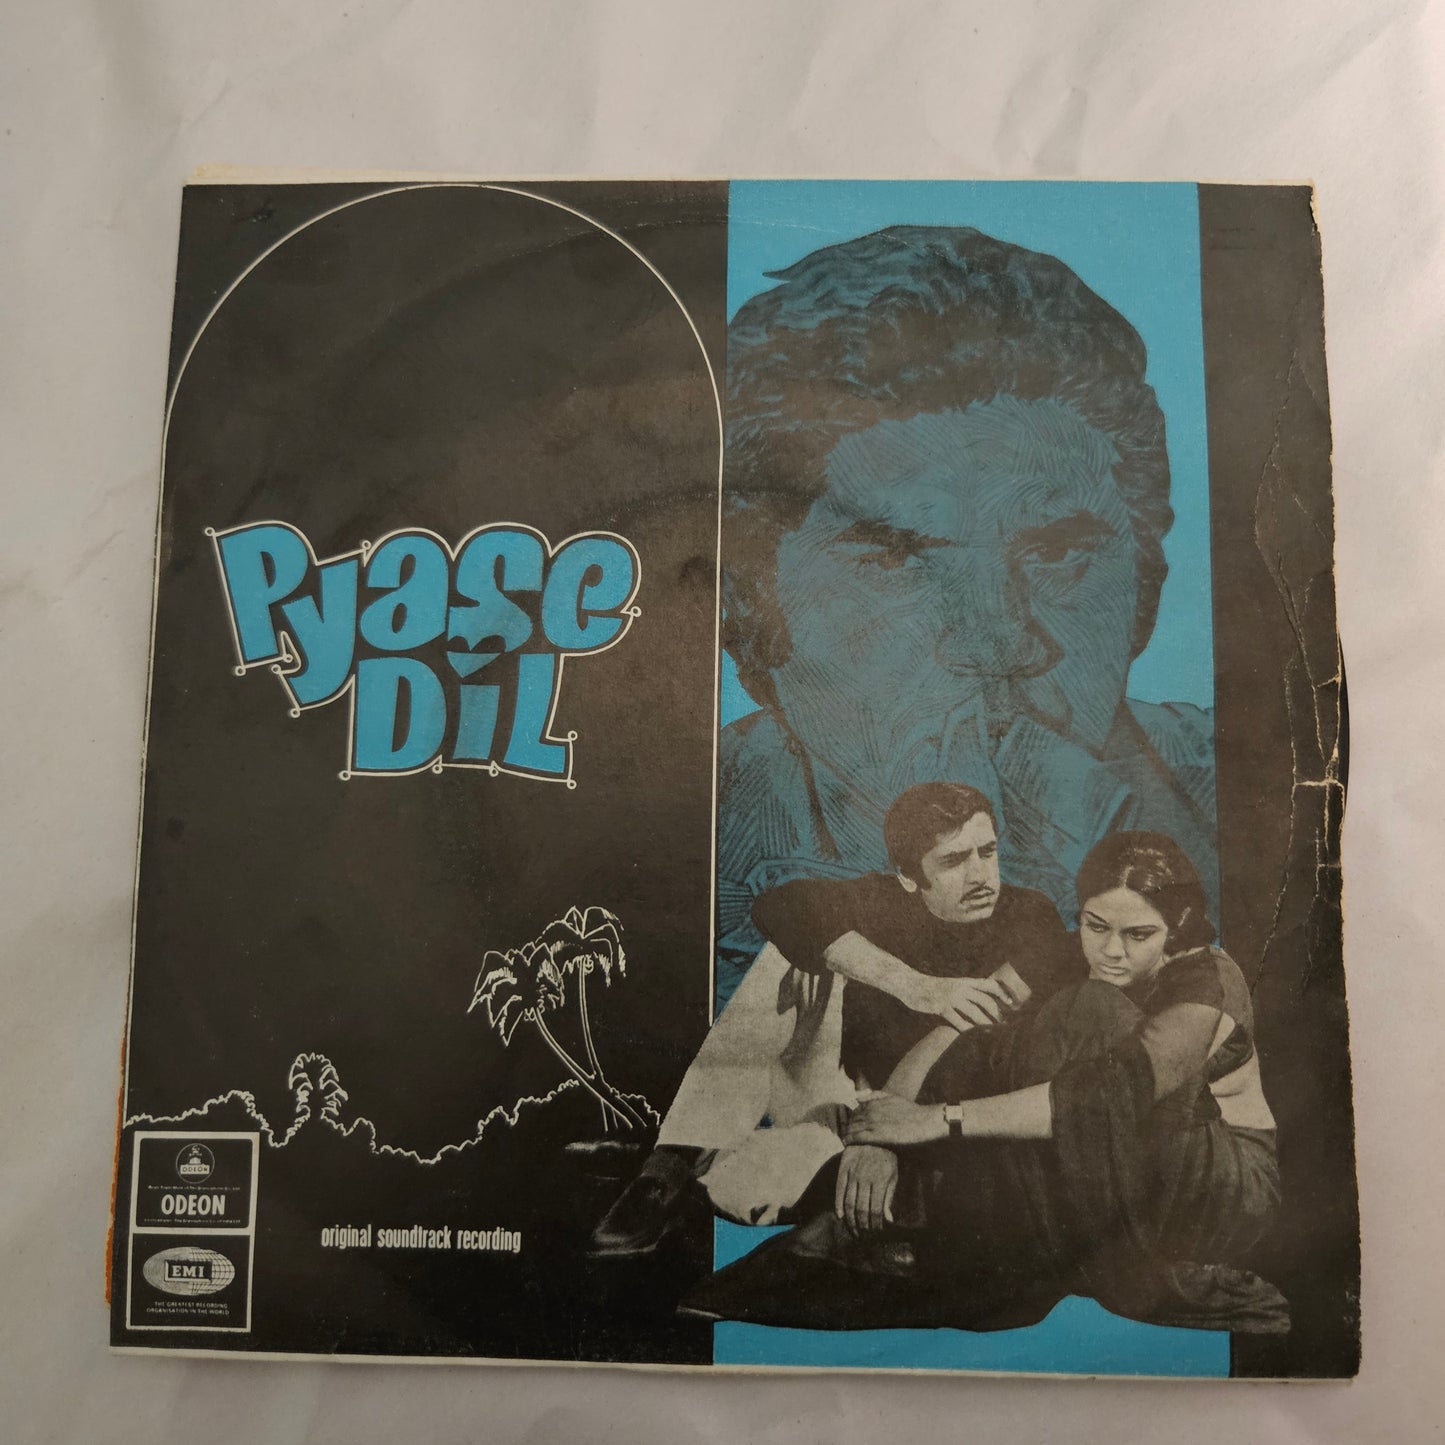 Pyase
DiL
ODEON
ODEON
original soundtrack recording
EMI
THE GREATEST RECORDING
ORGANISATION IN THE WORLD